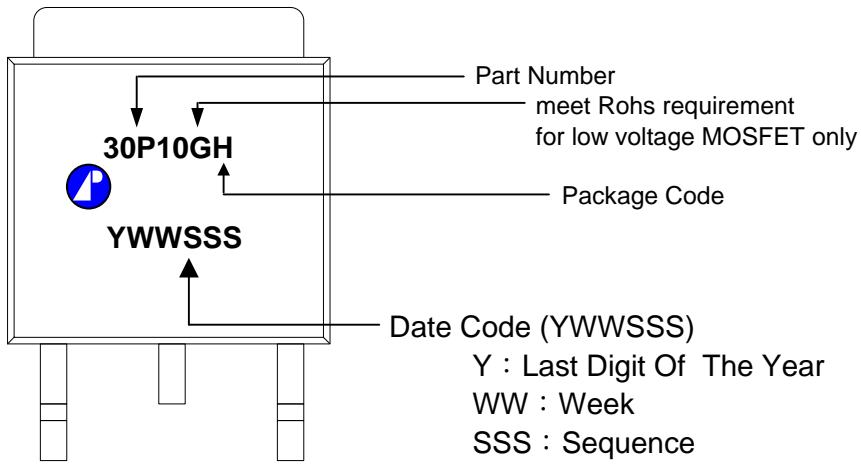 Part Number
meet Rohs requirement
for low voltage MOSFET only
30P10GH
Package Code
YWWSSS
Date Code (YWWSSS)
Y：Last Digit Of The Year
WW：Week
SSS：Sequence